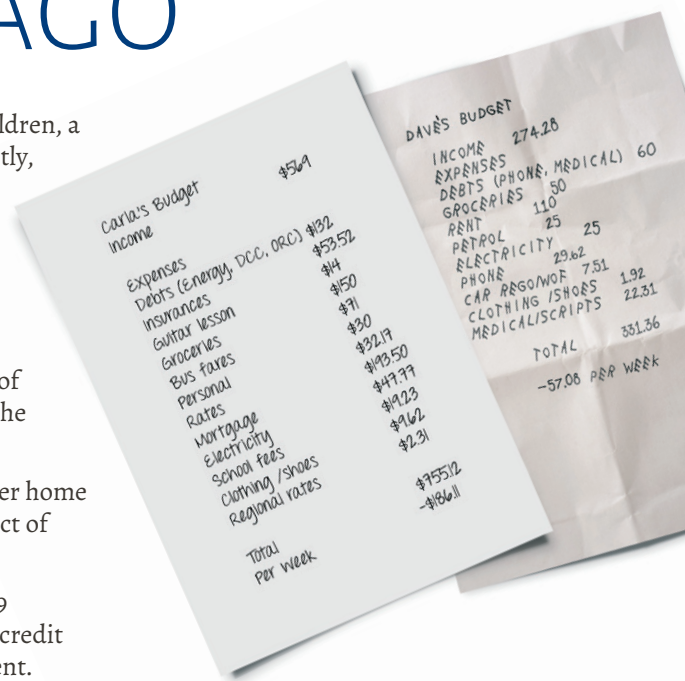 AGO
ldren, a
tly,
of
he
er home
ct of
9
credit
ent.
Carla's Budget
Income $569
Expenses
Debts (Energy, DCC, ORC) $132
Insurances $53.52
Guitar lesson $14
Groceries $150
Bus fares $71
Personal $30
Rates $32.17
Mortgage $193.50
Electricity $47.77
School fees $19.23
Clothing /shoes $9.62
Regional rates $2.31
Total $755.12
Per week -$186.11
DAVE'S BUDGET
INCOME 274.28
EXPENSES
DEBTS (PHONE, MEDICAL) 60
GROCERIES 50
RENT 110
PETROL 25
ELECTRICITY 25
PHONE 29.62
CAR REGO/WOF 7.51
CLOTHING /SHOES 1.92
MEDICAL/SCRIPTS 22.31
TOTAL 331.36
-57.08 PER WEEK